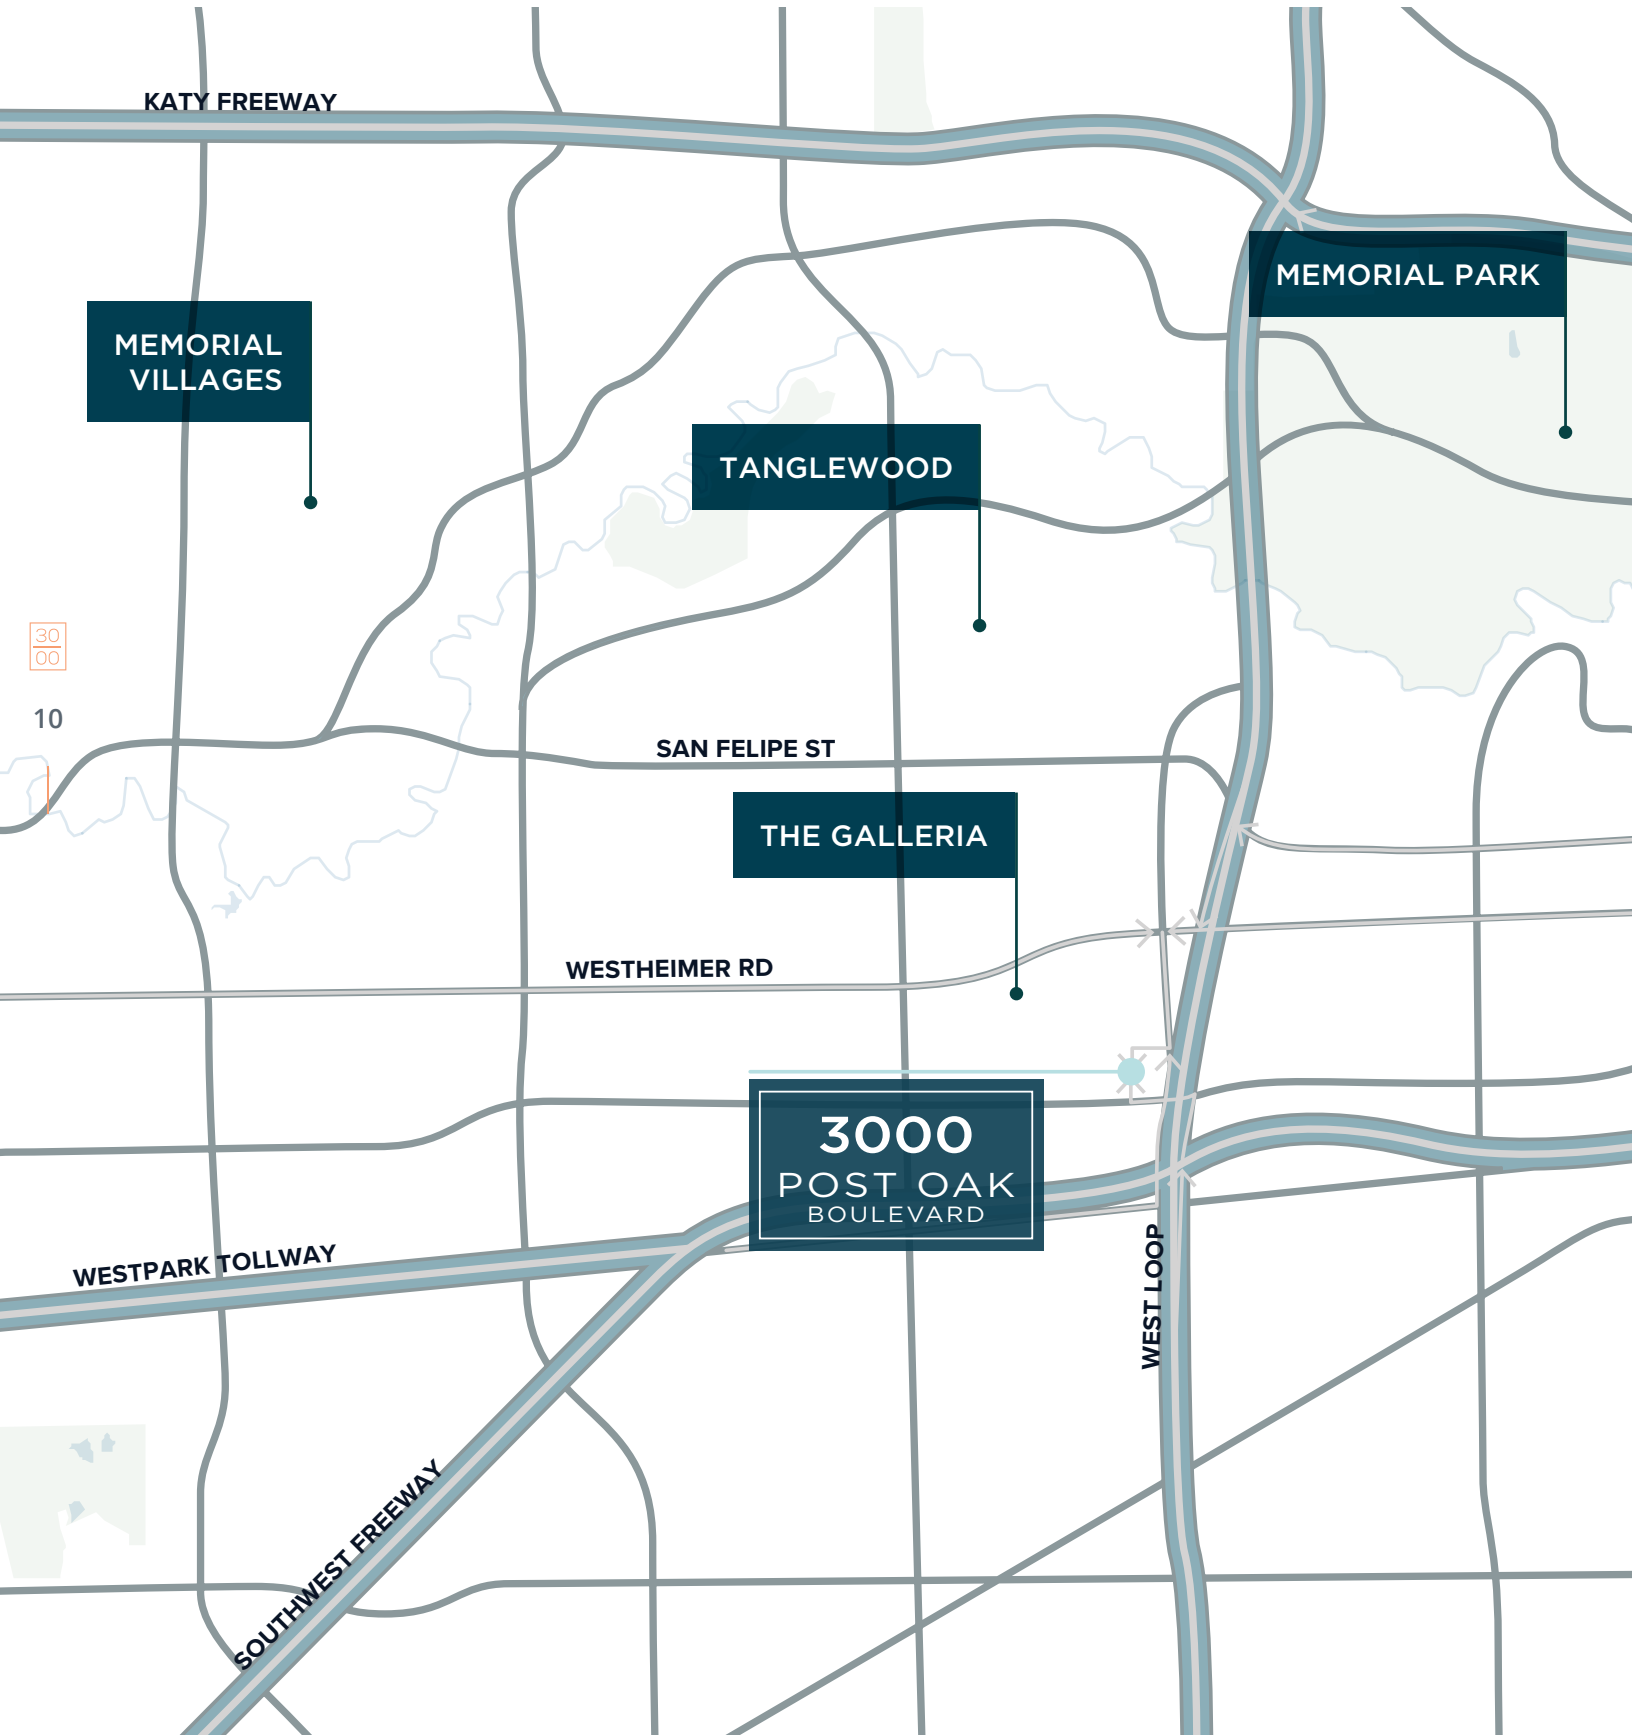 KATY FREEWAY
MEMORIAL PARK
MEMORIAL
VILLAGES
TANGLEWOOD
30
00
10
SAN FELIPE ST
THE GALLERIA
WESTHEIMER RD
3000
POST OAK
BOULEVARD
WESTPARK TOLLWAY
WEST LOOP
SOUTHWEST FREEWAY